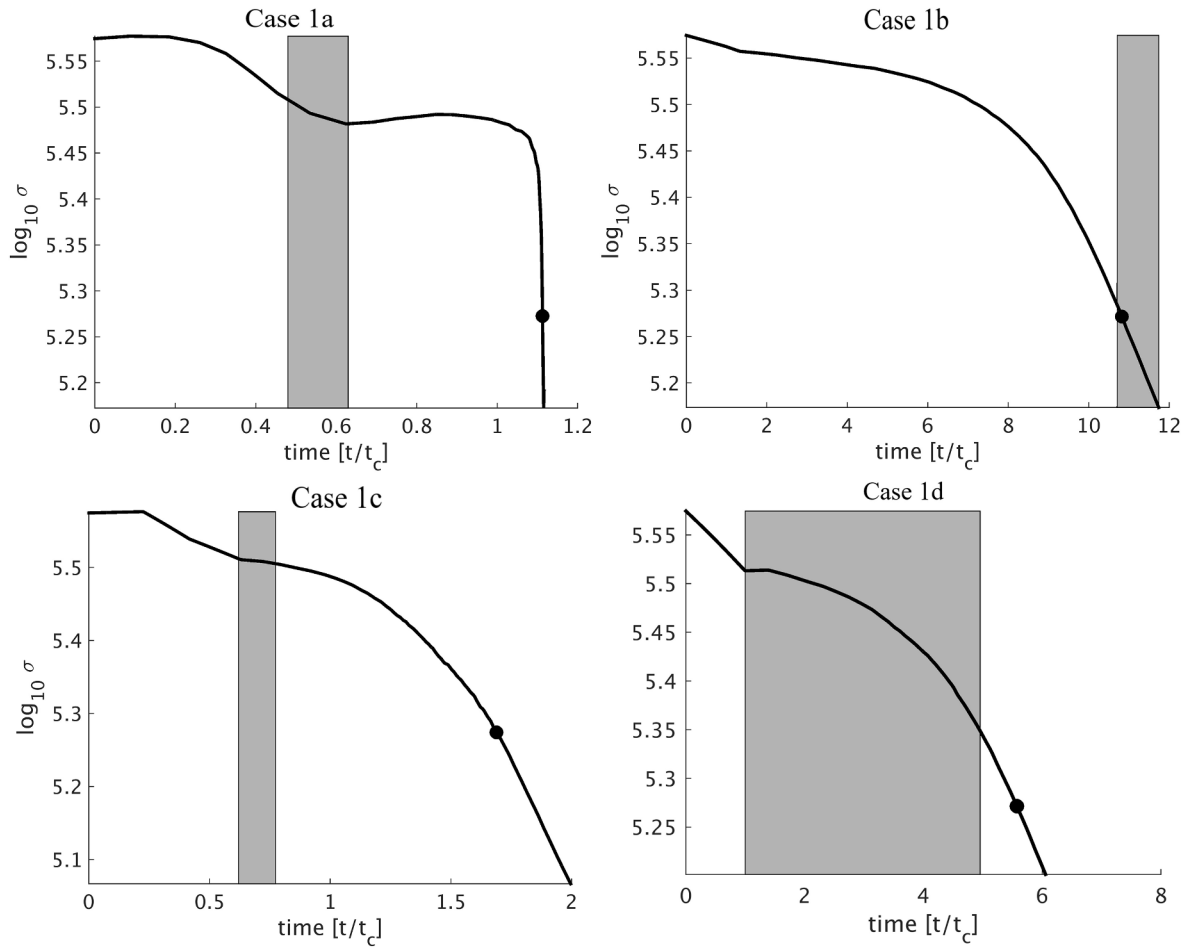 Case 1a
5.55
5.5
5.45
5.4
5.35
5.3
5.25
5.2
log10 σ
0 0.2 0.4 0.6 0.8 1 1.2
time [t/tc]
Case 1b
5.55
5.5
5.45
5.4
5.35
5.3
5.25
5.2
log10 σ
0 2 4 6 8 10 12
time [t/tc]
Case 1c
5.5
5.4
5.3
5.2
5.1
log10 σ
0 0.5 1 1.5 2
time [t/tc]
Case 1d
5.55
5.5
5.45
5.4
5.35
5.3
5.25
0 2 4 6 8
time [t/tc]